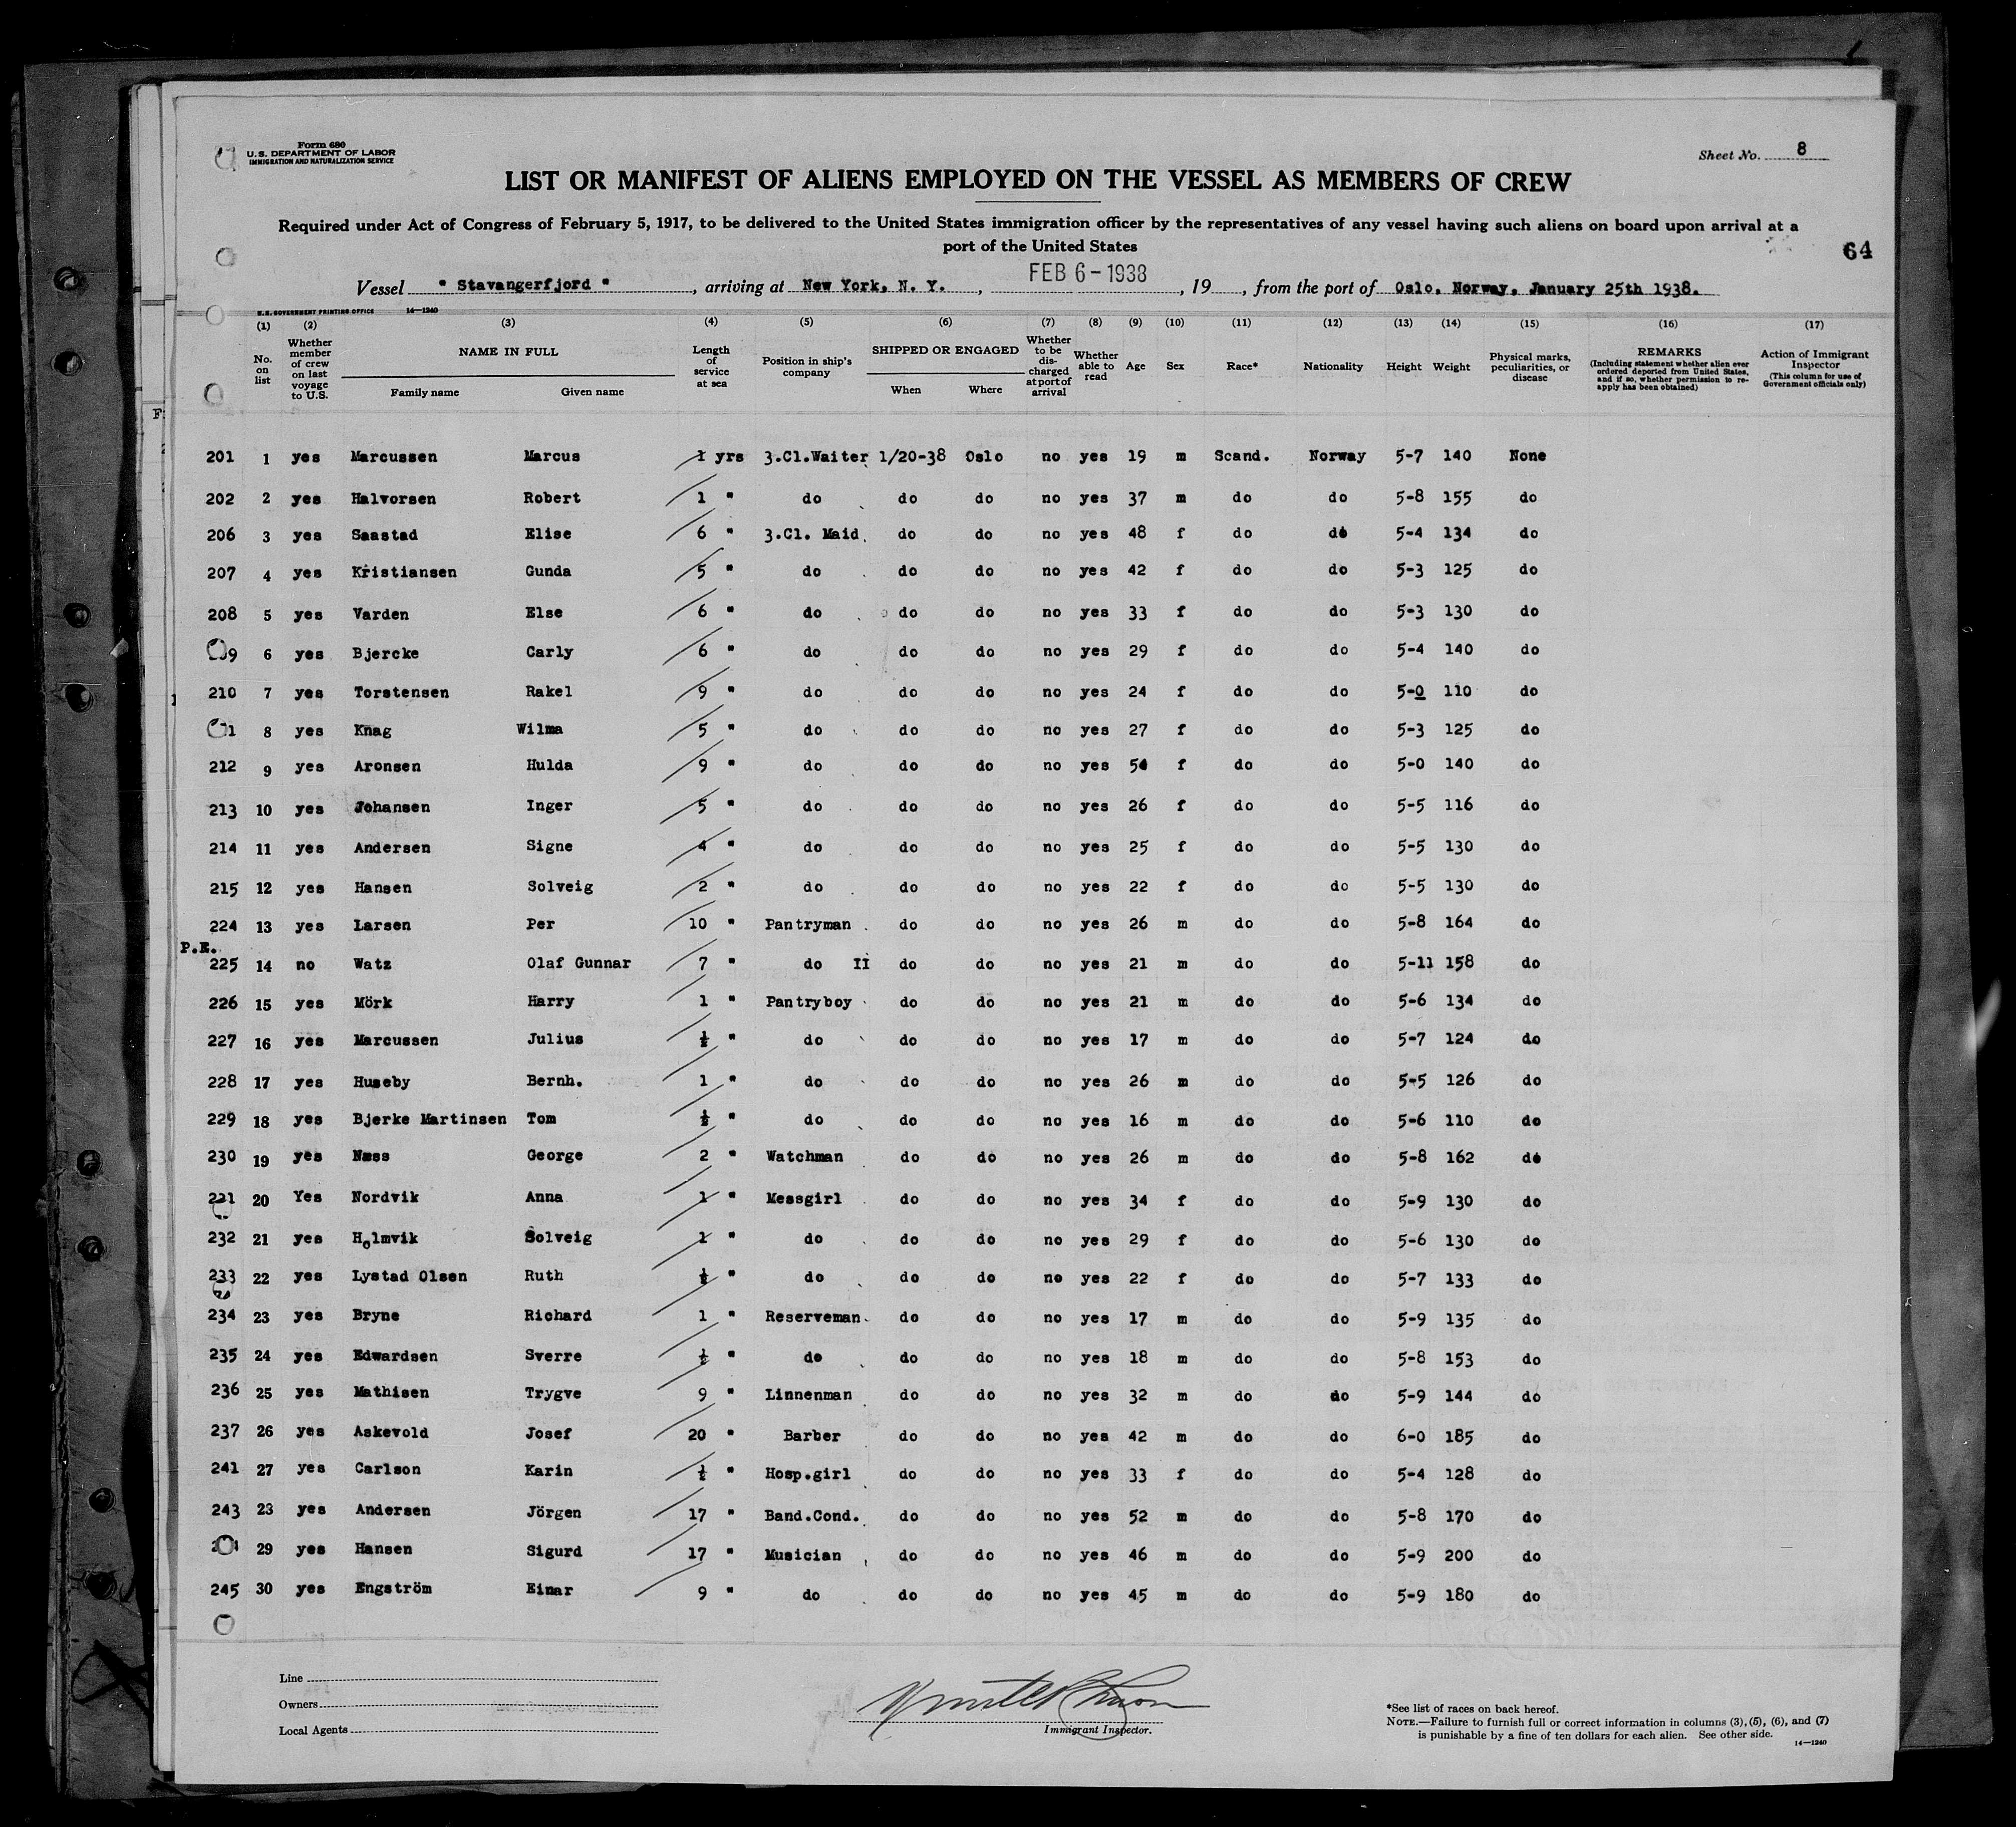 Form 680
U.S. DEPARTMENT OF LABOR
IMMIGRATION AND NATURALIZATION SERVICE
Sheet No. 8
LIST OR MANIFEST OF ALIENS EMPLOYED ON THE VESSEL AS MEMBERS OF CREW
Required under Act of Congress of February 5, 1917, to be delivered to the United States immigration officer by the representatives of any vessel having such aliens on board upon arrival at a
port of the United States
64
Vessel " Stavangerfjord " , arriving at New York, N. Y. , FEB 6 - 1938 , 19 , from the port of Oslo, Norway, January 25th 1938.
U.S. GOVERNMENT PRINTING OFFICE 14—1240
(1) (2) (3) (4) (5) (6) (7) (8) (9) (10) (11) (12) (13) (14) (15) (16) (17)
No. on list Whether member of crew on last voyage to U.S. NAME IN FULL Family name Given name Length of service at sea Position in ship's company SHIPPED OR ENGAGED When Where Whether to be discharged at port of arrival Whether able to read Age Sex Race* Nationality Height Weight Physical marks, peculiarities, or disease REMARKS (Including statement whether alien ever ordered deported from United States, and if so, whether permission to reapply has been obtained) Action of Immigrant Inspector (This column for use of Government officials only)
201 1 yes Marcussen Marcus 1 yrs 3.Cl.Waiter 1/20-38 Oslo no yes 19 m Scand. Norway 5-7 140 None
202 2 yes Halvorsen Robert 1 " do do do no yes 37 m do do 5-8 155 do
206 3 yes Saastad Elise 6 " 3.Cl. Maid. do do no yes 48 f do do 5-4 134 do
207 4 yes Kristiansen Gunda 5 " do do do no yes 42 f do do 5-3 125 do
208 5 yes Varden Else 6 " do do do no yes 33 f do do 5-3 130 do
9 6 yes Bjercke Carly 6 " do do do no yes 29 f do do 5-4 140 do
210 7 yes Torstensen Rakel 9 " do do do no yes 24 f do do 5-0 110 do
1 8 yes Knag Wilma 5 " do do do no yes 27 f do do 5-3 125 do
212 9 yes Aronsen Hulda 9 " do do do no yes f do do 5-0 140 do
213 10 yes Johansen Inger 5 " do do do no yes 26 f do do 5-5 116 do
214 11 yes Andersen Signe 4 " do do do no yes 25 f do do 5-5 130 do
215 12 yes Hansen Solveig 2 " do do do no yes 22 f do do 5-5 130 do
224 13 yes Larsen Per 10 " Pantryman do do no yes 26 m do do 5-8 164 do
P.E.
225 14 no Watz Olaf Gunnar 7 " do II do do no yes 21 m do do 5-11 158 do
226 15 yes Mörk Harry 1 " Pantryboy do do no yes 21 m do do 5-6 134 do
227 16 yes Marcussen Julius ½ " do do do no yes 17 m do do 5-7 124 do
228 17 yes Huseby Bernh. 1 " do do do no yes 26 m do do 5-5 126 do
229 18 yes Bjerke Martinsen Tom ½ " do do do no yes 16 m do do 5-6 110 do
230 19 yes Næss George 2 " Watchman do do no yes 26 m do do 5-8 162 do
231 20 Yes Nordvik Anna 1 " Messgirl do do no yes 34 f do do 5-9 130 do
232 21 yes Holmvik Solveig 1 " do do do no yes 29 f do do 5-6 130 do
233 22 yes Lystad Olsen Ruth ½ " do do do no yes 22 f do do 5-7 133 do
234 23 yes Bryne Richard 1 " Reserveman do do no yes 17 m do do 5-9 135 do
235 24 yes Edwardsen Sverre ½ " do do do no yes 18 m do do 5-8 153 do
236 25 yes Mathisen Trygve 9 " Linnenman do do no yes 32 m do do 5-9 144 do
237 26 yes Askevold Josef 20 " Barber do do no yes 42 m do do 6-0 185 do
241 27 yes Carlson Karin ½ " Hosp.girl do do no yes 33 f do do 5-4 128 do
243 23 yes Andersen Jörgen 17 " Band.Cond. do do no yes 52 m do do 5-8 170 do
29 yes Hansen Sigurd 17 " Musician do do no yes 46 m do do 5-9 200 do
245 30 yes Engström Einar 9 " do do do no yes 45 m do do 5-9 180 do
Line
Owners
Local Agents
Immigrant Inspector.
*See list of races on back hereof.
NOTE.—Failure to furnish full or correct information in columns (3), (5), (6), and (7)
is punishable by a fine of ten dollars for each alien. See other side.
14—1240